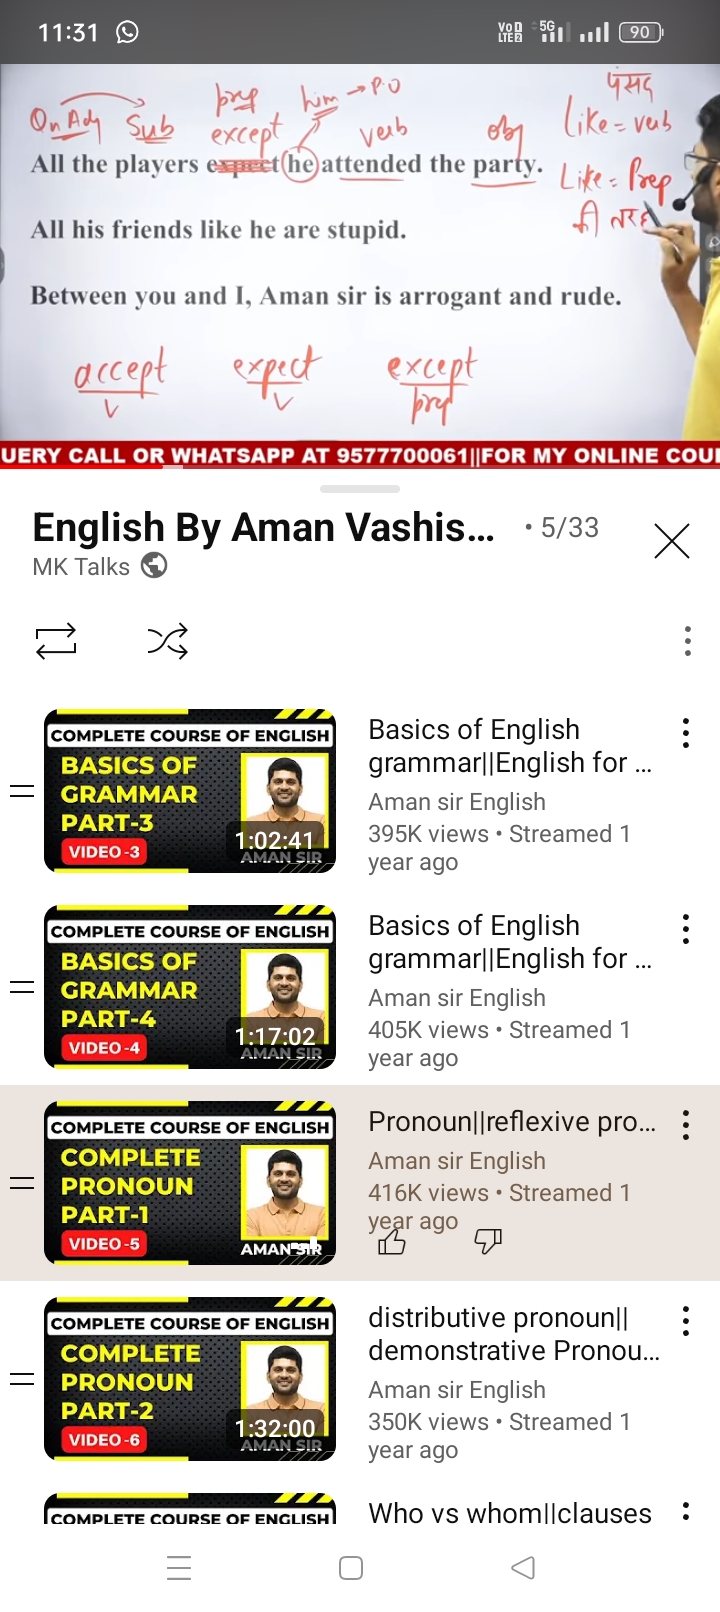 11:31 VoD LTE2 5G 90
पसंद
prep him → P.O
Qn Adj Sub except verb obj like = verb
All the players expect he attended the party.
Like = Prep
की तरह
All his friends like he are stupid.
Between you and I, Aman sir is arrogant and rude.
accept expect except
V V prep
UERY CALL OR WHATSAPP AT 9577700061||FOR MY ONLINE COU
English By Aman Vashis... • 5/33
MK Talks
COMPLETE COURSE OF ENGLISH
BASICS OF
GRAMMAR
PART-3
VIDEO -3
1:02:41
AMAN SIR
Basics of English
grammar||English for ...
Aman sir English
395K views • Streamed 1
year ago
COMPLETE COURSE OF ENGLISH
BASICS OF
GRAMMAR
PART-4
VIDEO -4
1:17:02
AMAN SIR
Basics of English
grammar||English for ...
Aman sir English
405K views • Streamed 1
year ago
COMPLETE COURSE OF ENGLISH
COMPLETE
PRONOUN
PART-1
VIDEO -5
AMAN SIR
Pronoun||reflexive pro...
Aman sir English
416K views • Streamed 1
year ago
COMPLETE COURSE OF ENGLISH
COMPLETE
PRONOUN
PART-2
VIDEO -6
1:32:00
AMAN SIR
distributive pronoun||
demonstrative Pronou...
Aman sir English
350K views • Streamed 1
year ago
COMPLETE COURSE OF ENGLISH
Who vs whom||clauses